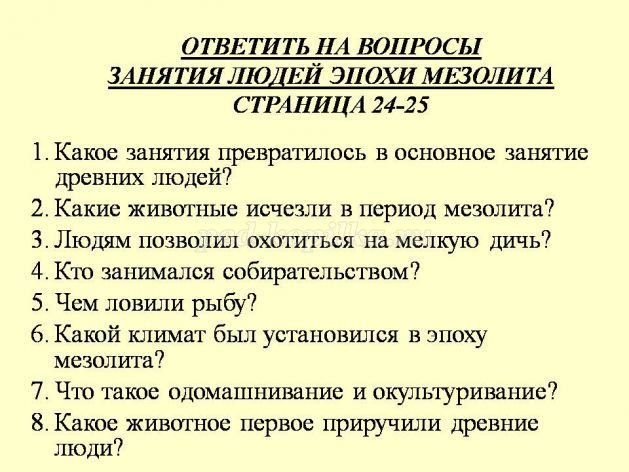 ОТВЕТИТЬ НА ВОПРОСЫ
ЗАНЯТИЯ ЛЮДЕЙ ЭПОХИ МЕЗОЛИТА
СТРАНИЦА 24-25
1. Какое занятия превратилось в основное занятие
древних людей?
2. Какие животные исчезли в период мезолита?
3. Людям позволил охотиться на мелкую дичь?
4. Кто занимался собирательством?
5. Чем ловили рыбу?
6. Какой климат был установился в эпоху
мезолита?
7. Что такое одомашнивание и окультуривание?
8. Какое животное первое приручили древние
люди?